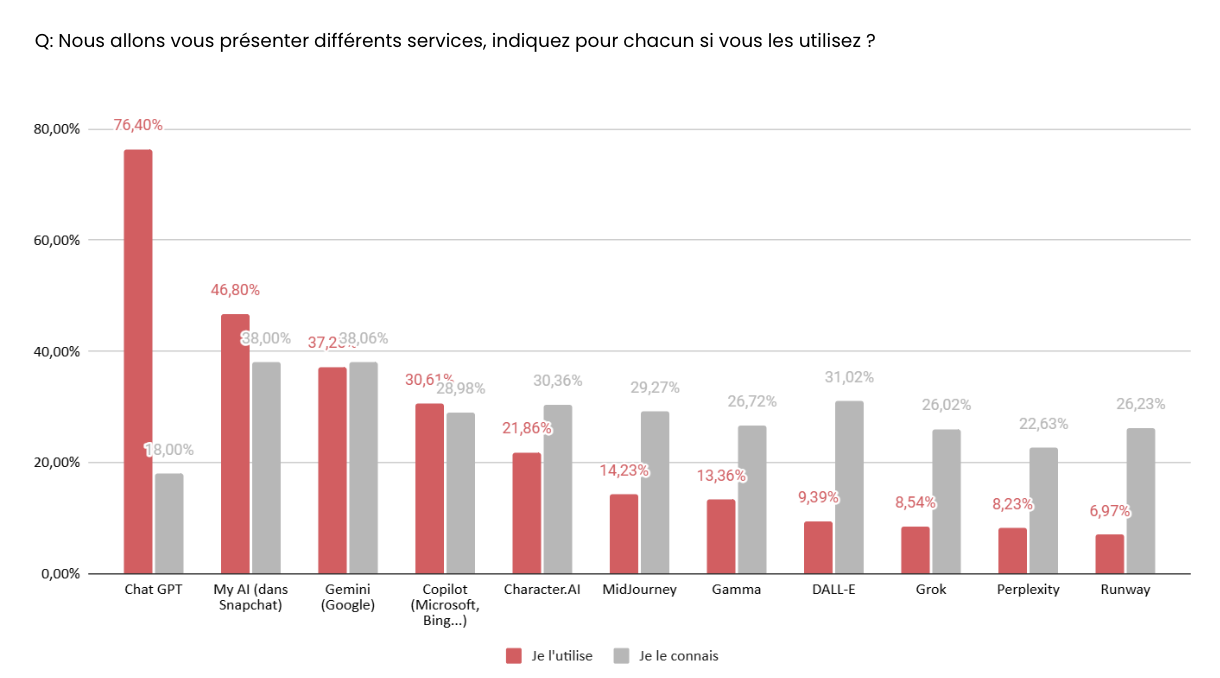 Q: Nous allons vous présenter différents services, indiquez pour chacun si vous les utilisez ?
80,00%
60,00%
40,00%
20,00%
0,00%
76,40%
18,00%
46,80%
38,00%
38,06%
30,61%
28,98%
21,86%
30,36%
14,23%
29,27%
13,36%
26,72%
9,39%
31,02%
8,54%
26,02%
8,23%
22,63%
6,97%
26,23%
Chat GPT
My AI (dans
Snapchat)
Gemini
(Google)
Copilot
(Microsoft,
Bing...)
Character.AI
MidJourney
Gamma
DALL-E
Grok
Perplexity
Runway
Je l'utilise
Je le connais